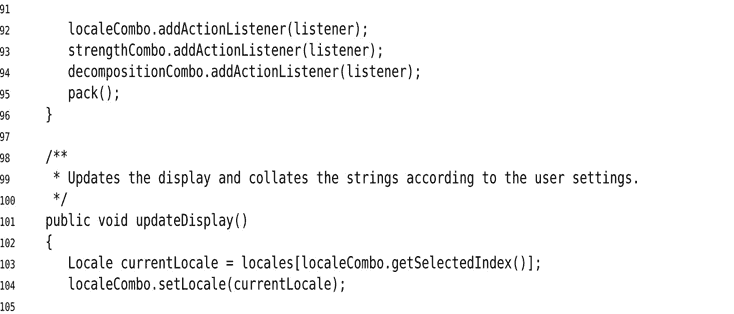 91
92 localeCombo.addActionListener(listener);
93 strengthCombo.addActionListener(listener);
94 decompositionCombo.addActionListener(listener);
95 pack();
96 }
97
98 /**
99 * Updates the display and collates the strings according to the user settings.
100 */
101 public void updateDisplay()
102 {
103 Locale currentLocale = locales[localeCombo.getSelectedIndex()];
104 localeCombo.setLocale(currentLocale);
105